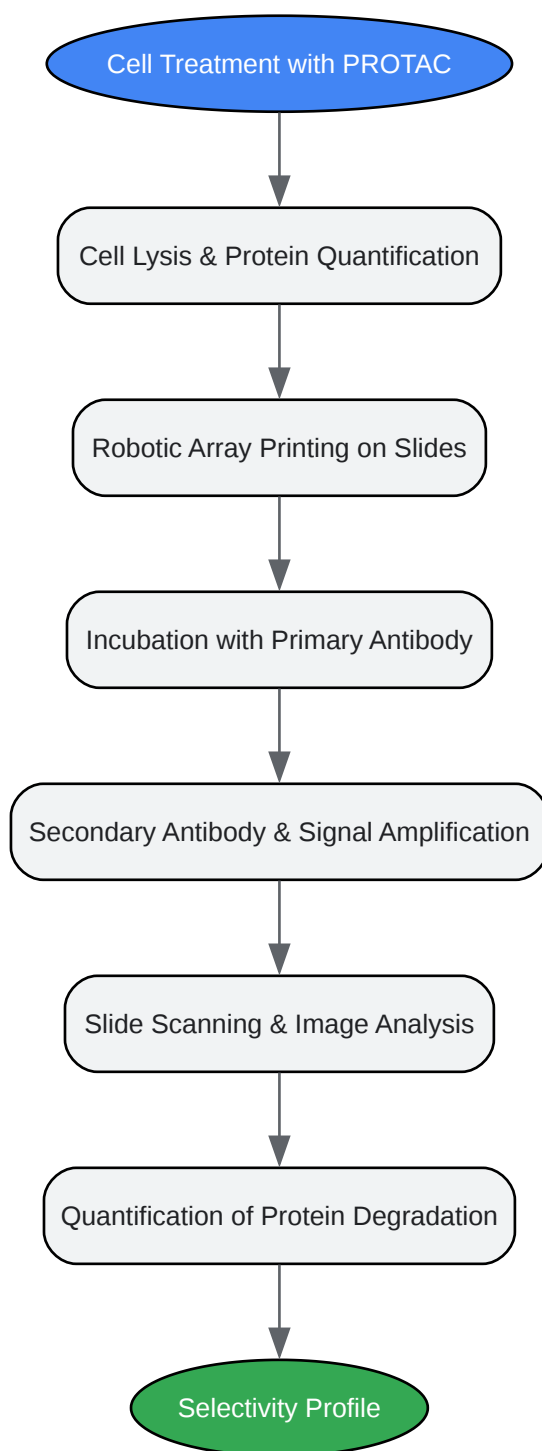 Cell Treatment with PROTAC
Cell Lysis & Protein Quantification
Robotic Array Printing on Slides
Incubation with Primary Antibody
Secondary Antibody & Signal Amplification
Slide Scanning & Image Analysis
Quantification of Protein Degradation
Selectivity Profile